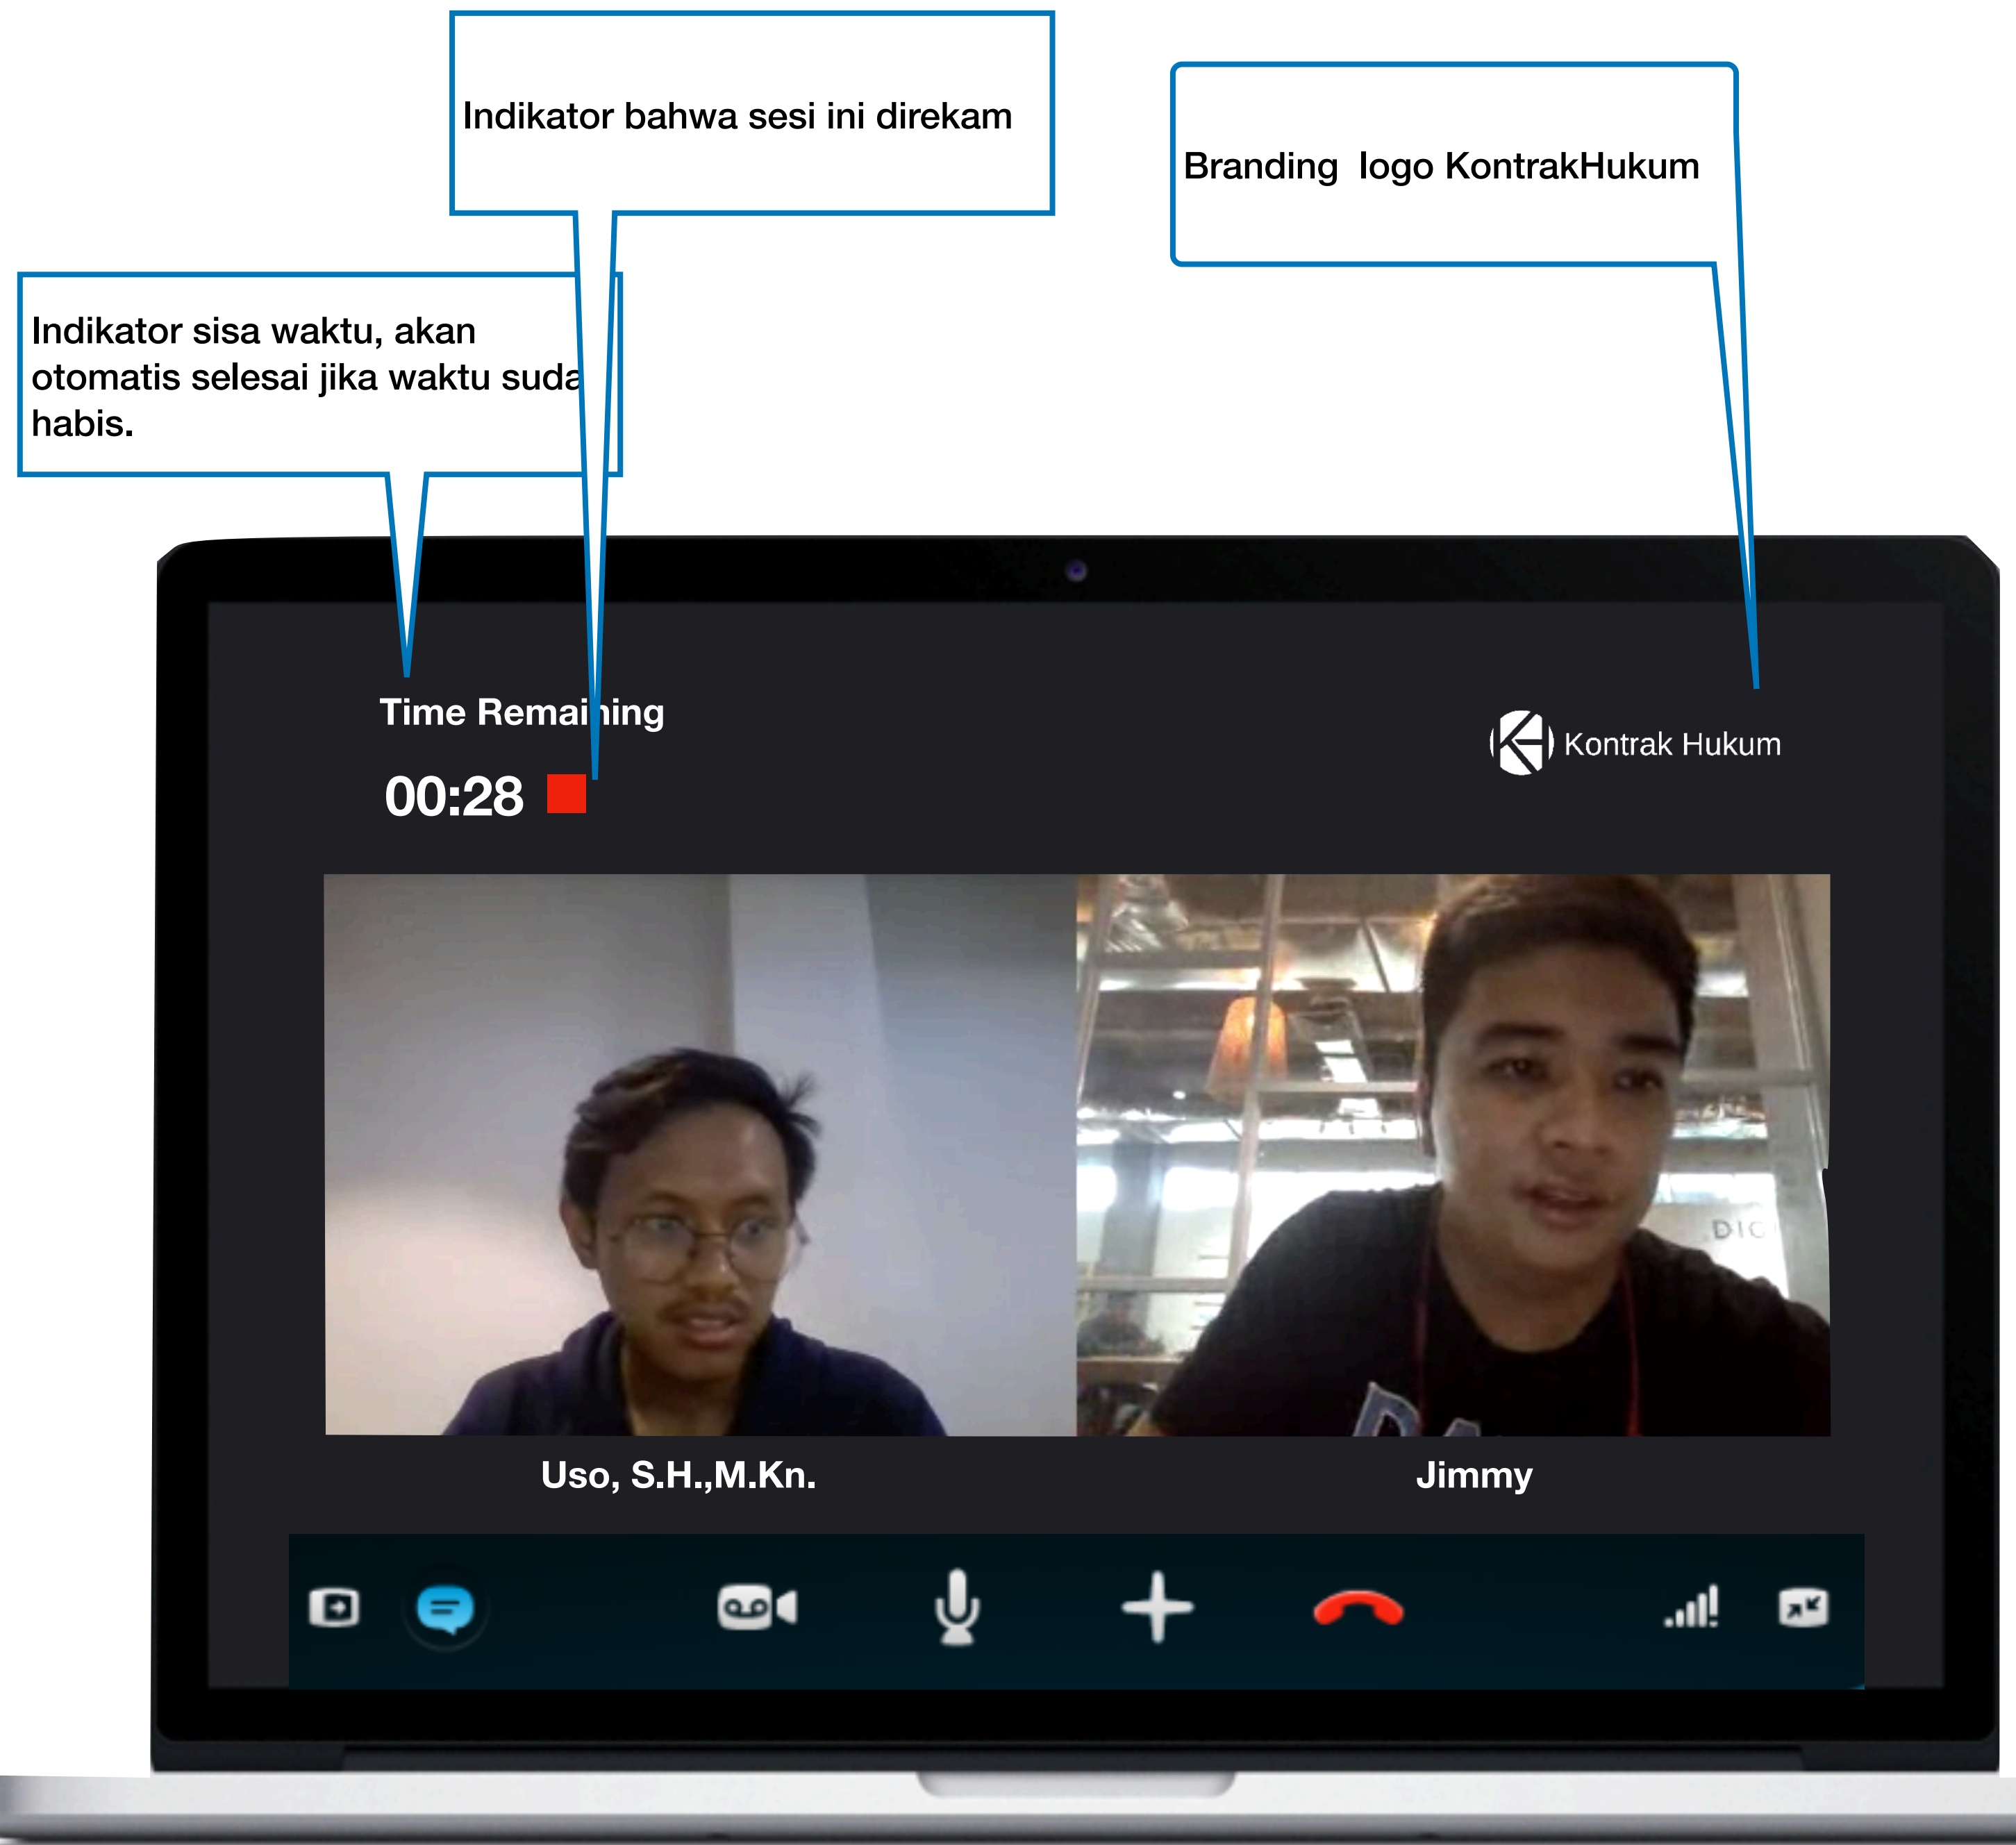 Indikator bahwa sesi ini direkam
Branding logo KontrakHukum
Indikator sisa waktu, akan
otomatis selesai jika waktu suda
habis.
Time Remaining
00:28
Kontrak Hukum
DIC
Uso, S.H.,M.Kn.
Jimmy